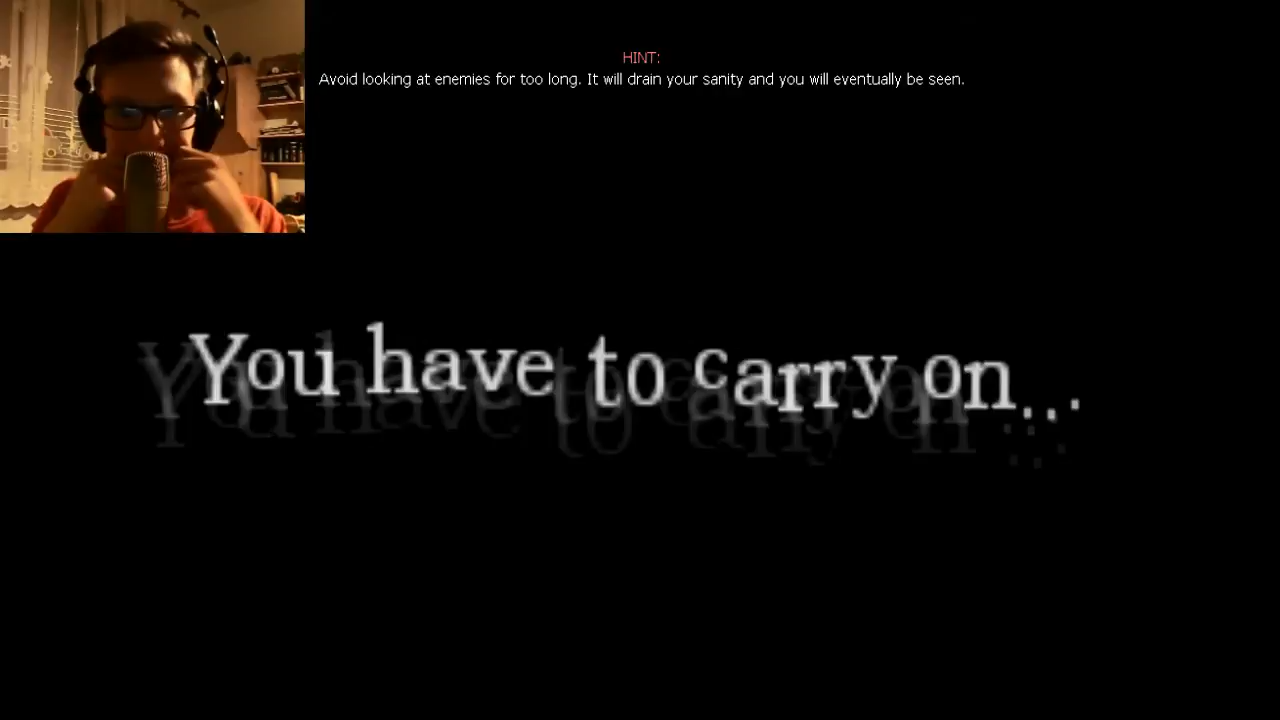 HINT:
Avoid looking at enemies for too long. It will drain your sanity and you will eventually be seen.
You have to carry on...